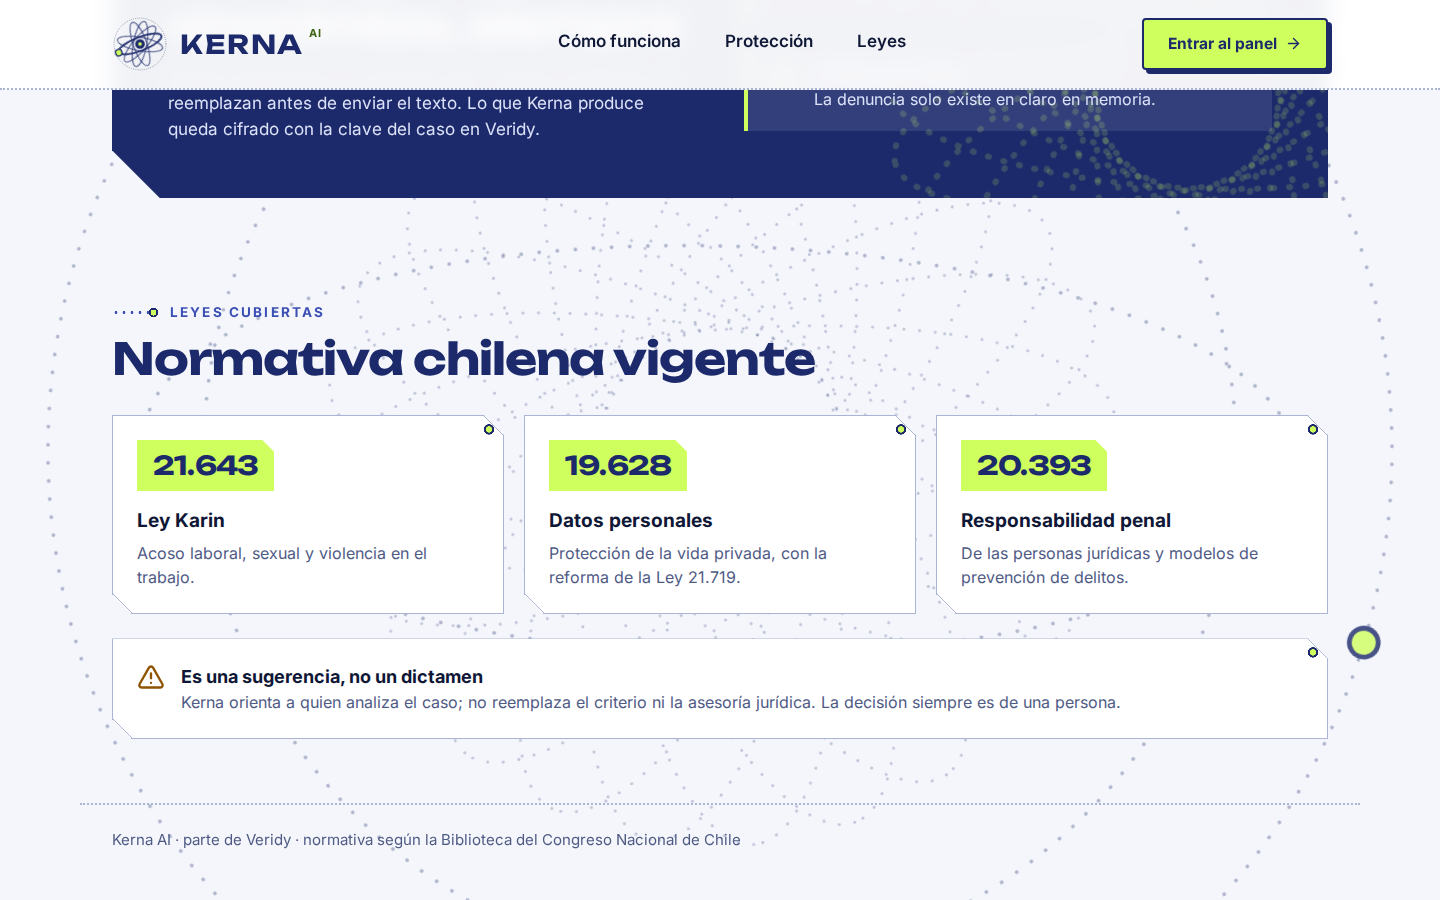 KERNA AI
Cómo funciona
Protección
Leyes
Entrar al panel
reemplazan antes de enviar el texto. Lo que Kerna produce
queda cifrado con la clave del caso en Veridy.
La denuncia solo existe en claro en memoria.
LEYES CUBIERTAS
Normativa chilena vigente
21.643
Ley Karin
Acoso laboral, sexual y violencia en el
trabajo.
19.628
Datos personales
Protección de la vida privada, con la
reforma de la Ley 21.719.
20.393
Responsabilidad penal
De las personas jurídicas y modelos de
prevención de delitos.
Es una sugerencia, no un dictamen
Kerna orienta a quien analiza el caso; no reemplaza el criterio ni la asesoría jurídica. La decisión siempre es de una persona.
Kerna AI · parte de Veridy · normativa según la Biblioteca del Congreso Nacional de Chile